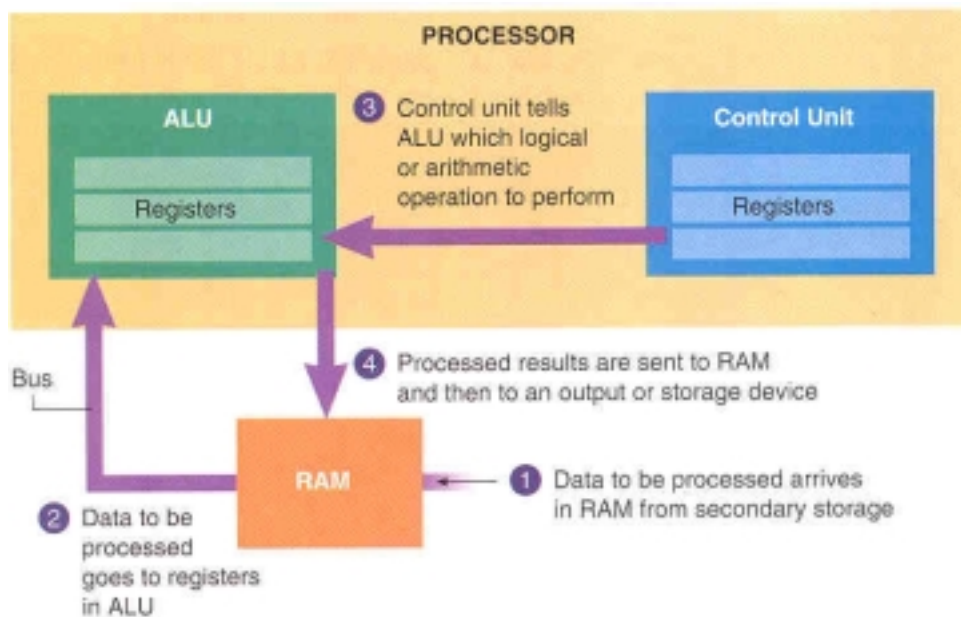 PROCESSOR
ALU
Registers
3 Control unit tells
ALU which logical
or arithmetic
operation to perform
Control Unit
Registers
Bus
4 Processed results are sent to RAM
and then to an output or storage device
RAM
1 Data to be processed arrives
in RAM from secondary storage
2 Data to be
processed
goes to registers
in ALU